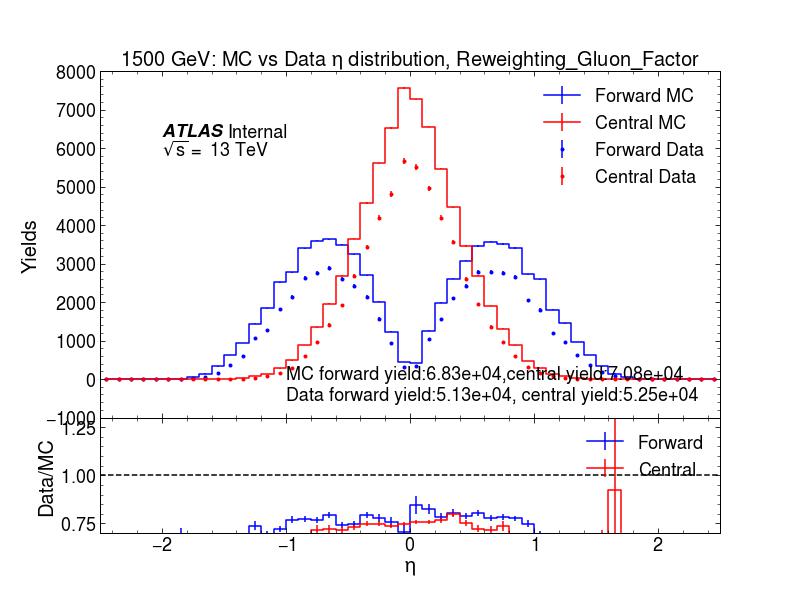 1500 GeV: MC vs Data η distribution, Reweighting_Gluon_Factor
8000
7000
6000
5000
4000
3000
2000
1000
0
−1000
Yields
ATLAS Internal
√s = 13 TeV
Forward MC
Central MC
Forward Data
Central Data
MC forward yield:6.83e+04,central yield:7.08e+04
Data forward yield:5.13e+04, central yield:5.25e+04
1.25
1.00
0.75
Data/MC
Forward
Central
−2 −1 0 1 2
η